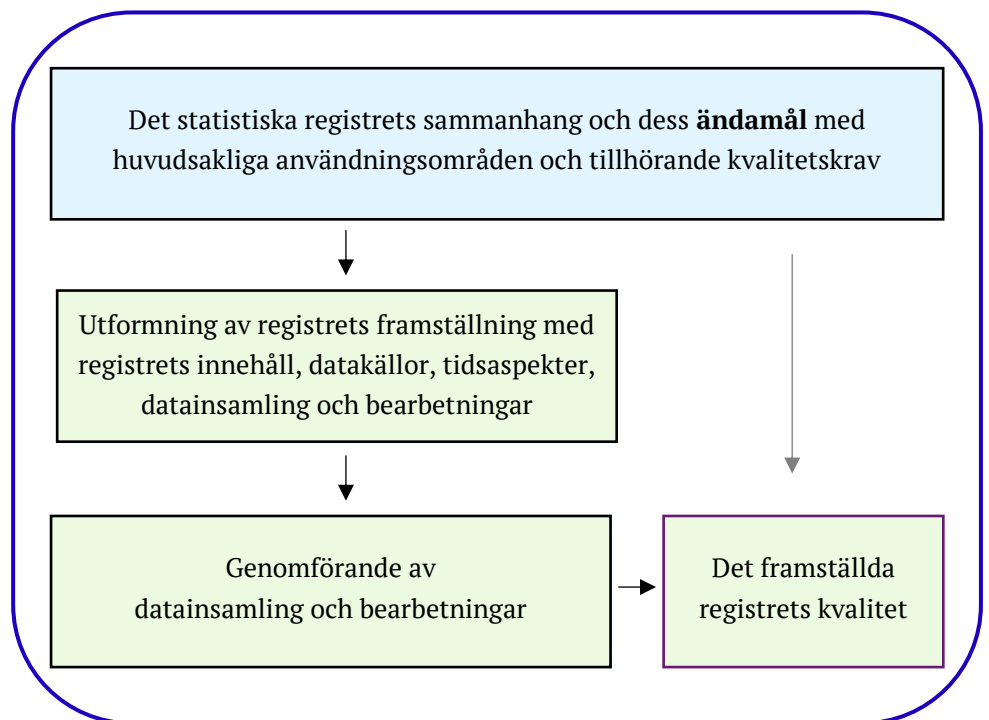 Det statistiska registrets sammanhang och dess ändamål med
huvudsakliga användningsområden och tillhörande kvalitetskrav
Utformning av registrets framställning med
registrets innehåll, datakällor, tidsaspekter,
datainsamling och bearbetningar
Genomförande av
datainsamling och bearbetningar
Det framställda
registrets kvalitet